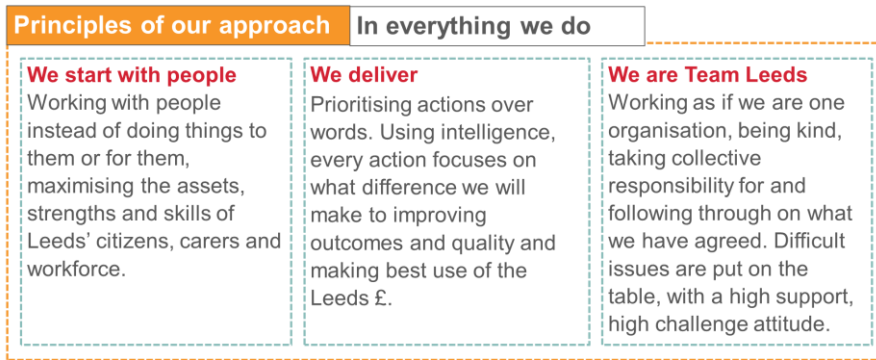 Principles of our approach
In everything we do
We start with people
Working with people
instead of doing things to
them or for them,
maximising the assets,
strengths and skills of
Leeds' citizens, carers and
workforce.
We deliver
Prioritising actions over
words. Using intelligence,
every action focuses on
what difference we will
make to improving
outcomes and quality and
making best use of the
Leeds £.
We are Team Leeds
Working as if we are one
organisation, being kind,
taking collective
responsibility for and
following through on what
we have agreed. Difficult
issues are put on the
table, with a high support,
high challenge attitude.